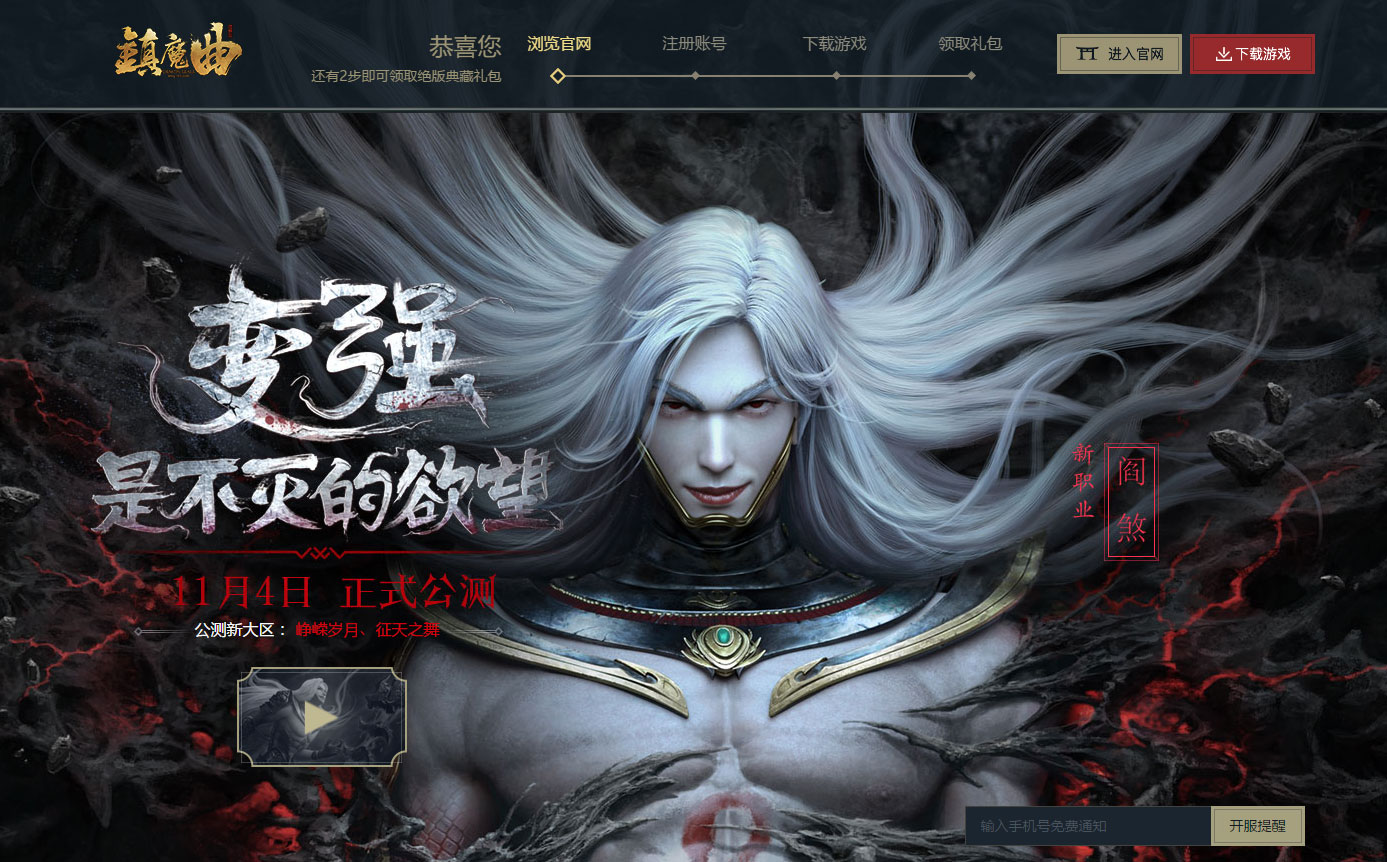 鎮魔曲
恭喜您
还有2步即可领取绝版典藏礼包
浏览官网
注册账号
下载游戏
领取礼包
进入官网
下载游戏
变强
是不灭的欲望
11月4日 正式公测
公测新大区： 峥嵘岁月、征天之舞
新职业
阎煞
输入手机号免费通知
开服提醒